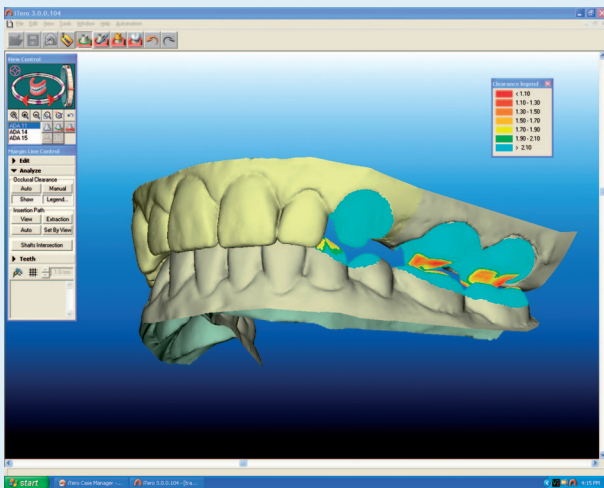 iTero 3.0.0.104
File Edit View Tools Window Help Automation
View Control
ADA 11
ADA 14
ADA 15
Margin Line Control
Edit
Analyze
Occlusal Clearance
Auto Manual
Show Legend...
Insertion Path
View Extraction
Auto Set By View
Shafts Intersection
Teeth
Clearance legend
< 1.10
1.10 - 1.30
1.30 - 1.50
1.50 - 1.70
1.70 - 1.90
1.90 - 2.10
> 2.10
start iTero Case Manager - ... iTero 3.0.0.104 - [tra... 4:15 PM